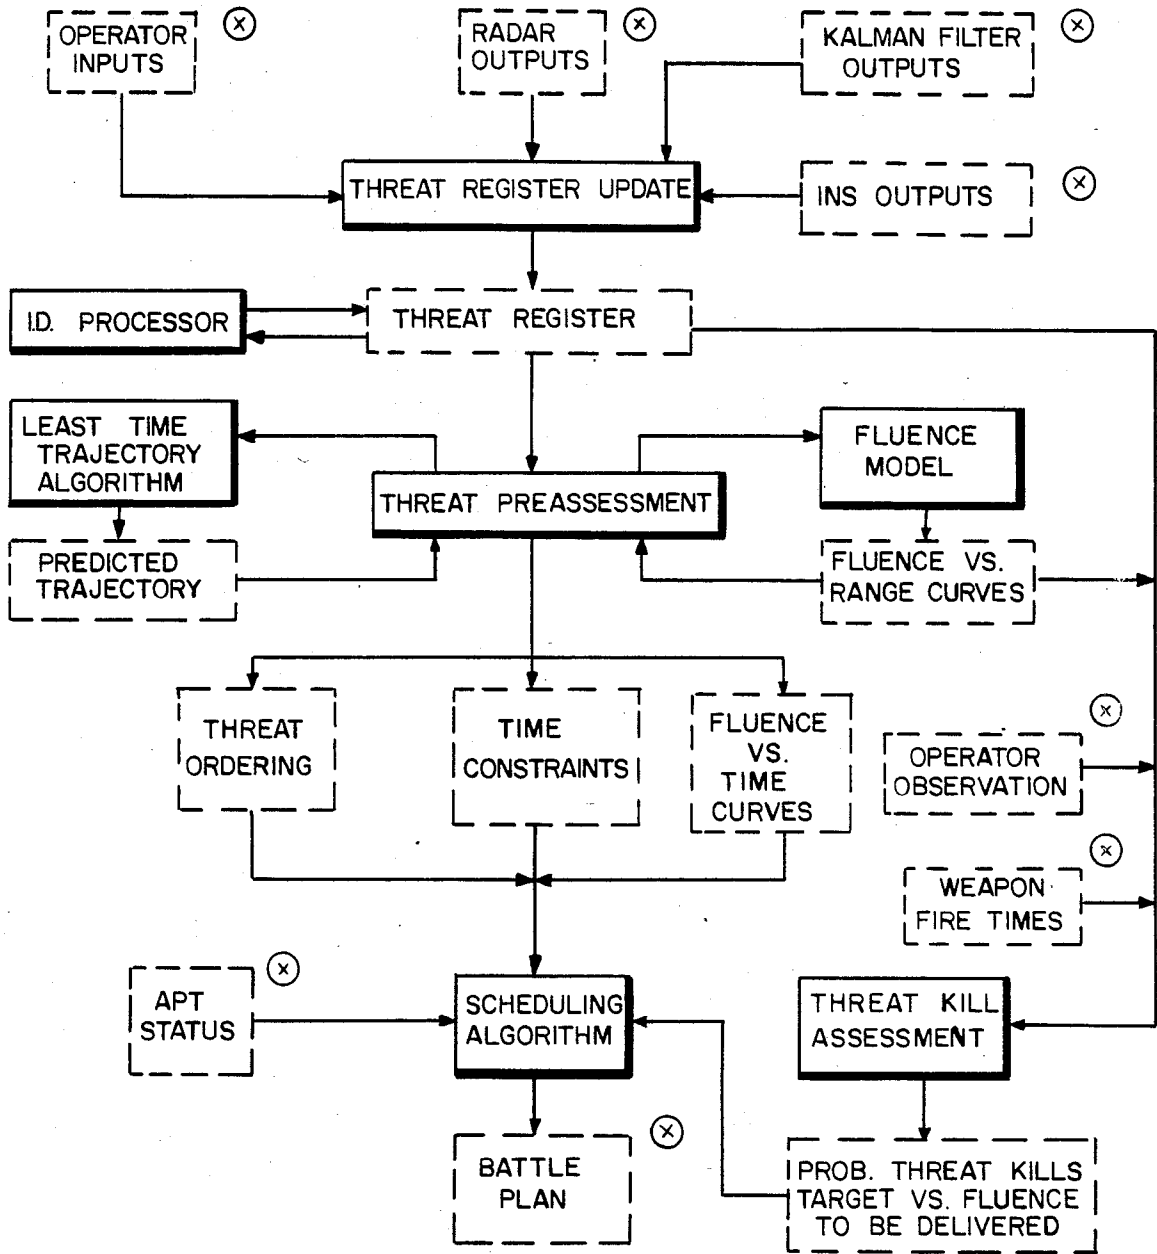 OPERATOR
INPUTS
X
RADAR
OUTPUTS
X
KALMAN FILTER
OUTPUTS
X
THREAT REGISTER UPDATE
INS OUTPUTS
X
I.D. PROCESSOR
THREAT REGISTER
LEAST TIME
TRAJECTORY
ALGORITHM
THREAT PREASSESSMENT
FLUENCE
MODEL
PREDICTED
TRAJECTORY
FLUENCE VS.
RANGE CURVES
THREAT
ORDERING
TIME
CONSTRAINTS
FLUENCE
VS.
TIME
CURVES
X
OPERATOR
OBSERVATION
X
WEAPON
FIRE TIMES
APT
STATUS
X
SCHEDULING
ALGORITHM
THREAT KILL
ASSESSMENT
BATTLE
PLAN
X
PROB. THREAT KILLS
TARGET VS. FLUENCE
TO BE DELIVERED